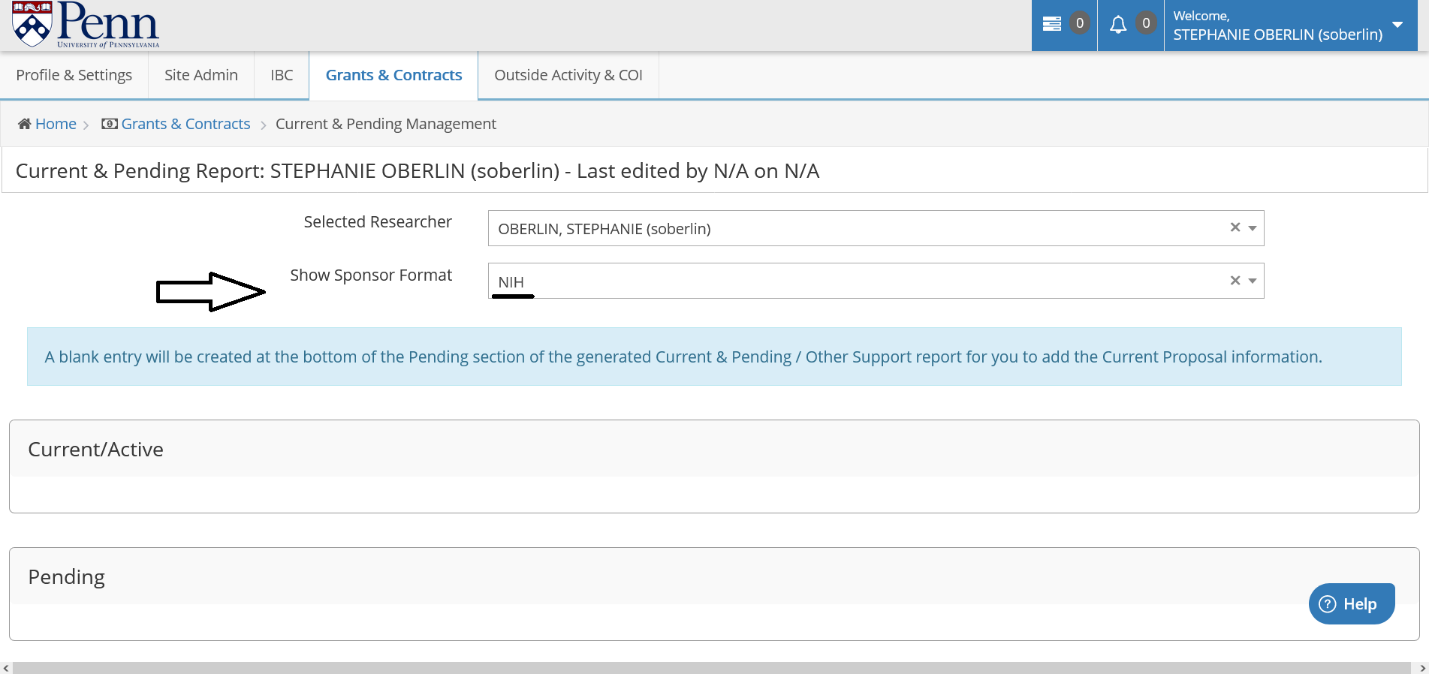 Penn
UNIVERSITY of PENNSYLVANIA
0
0
Welcome,
STEPHANIE OBERLIN (soberlin)
Profile & Settings
Site Admin
IBC
Grants & Contracts
Outside Activity & COI
Home > Grants & Contracts > Current & Pending Management
Current & Pending Report: STEPHANIE OBERLIN (soberlin) - Last edited by N/A on N/A
Selected Researcher
OBERLIN, STEPHANIE (soberlin)
Show Sponsor Format
NIH
A blank entry will be created at the bottom of the Pending section of the generated Current & Pending / Other Support report for you to add the Current Proposal information.
Current/Active
Pending
Help